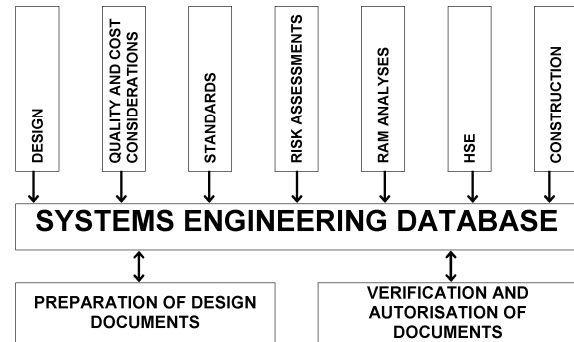 DESIGN
QUALITY AND COST
CONSIDERATIONS
STANDARDS
RISK ASSESSMENTS
RAM ANALYSES
HSE
CONSTRUCTION
SYSTEMS ENGINEERING DATABASE
PREPARATION OF DESIGN
DOCUMENTS
VERIFICATION AND
AUTORISATION OF
DOCUMENTS